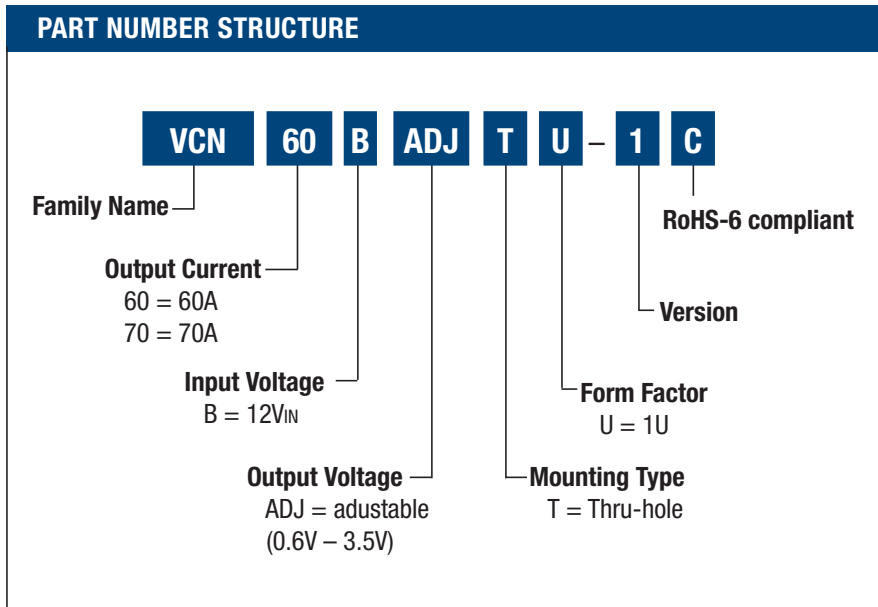 PART NUMBER STRUCTURE
VCN 60 B ADJ T U – 1 C
Family Name
RoHS-6 compliant
Output Current
60 = 60A
70 = 70A
Version
Input Voltage
B = 12VIN
Form Factor
U = 1U
Output Voltage
ADJ = adustable
(0.6V – 3.5V)
Mounting Type
T = Thru-hole